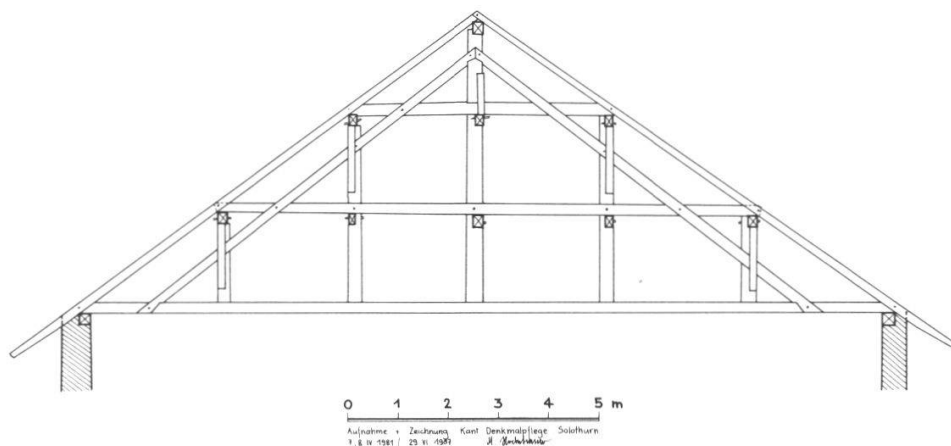 0 1 2 3 4 5 m
Aufnahme + Zeichnung Kant Denkmalpflege Solothurn
7. 8 IV 1981 / 29 VI 1987